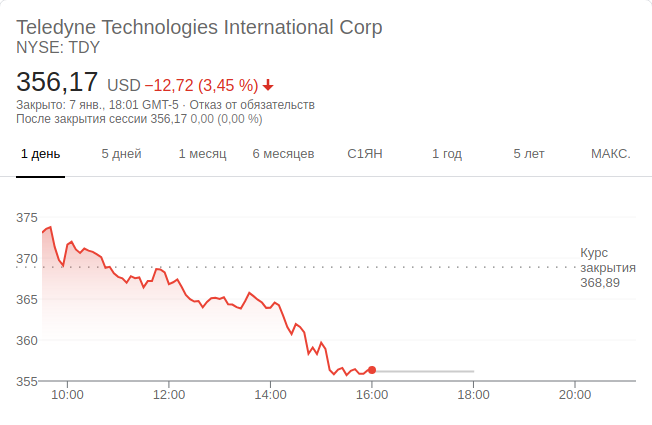 Teledyne Technologies International Corp
NYSE: TDY
356,17 USD −12,72 (3,45 %)
Закрыто: 7 янв., 18:01 GMT-5 · Отказ от обязательств
После закрытия сессии 356,17 0,00 (0,00 %)
1 день 5 дней 1 месяц 6 месяцев С1ЯН 1 год 5 лет МАКС.
375
370
365
360
355
Курс
закрытия
368,89
10:00 12:00 14:00 16:00 18:00 20:00